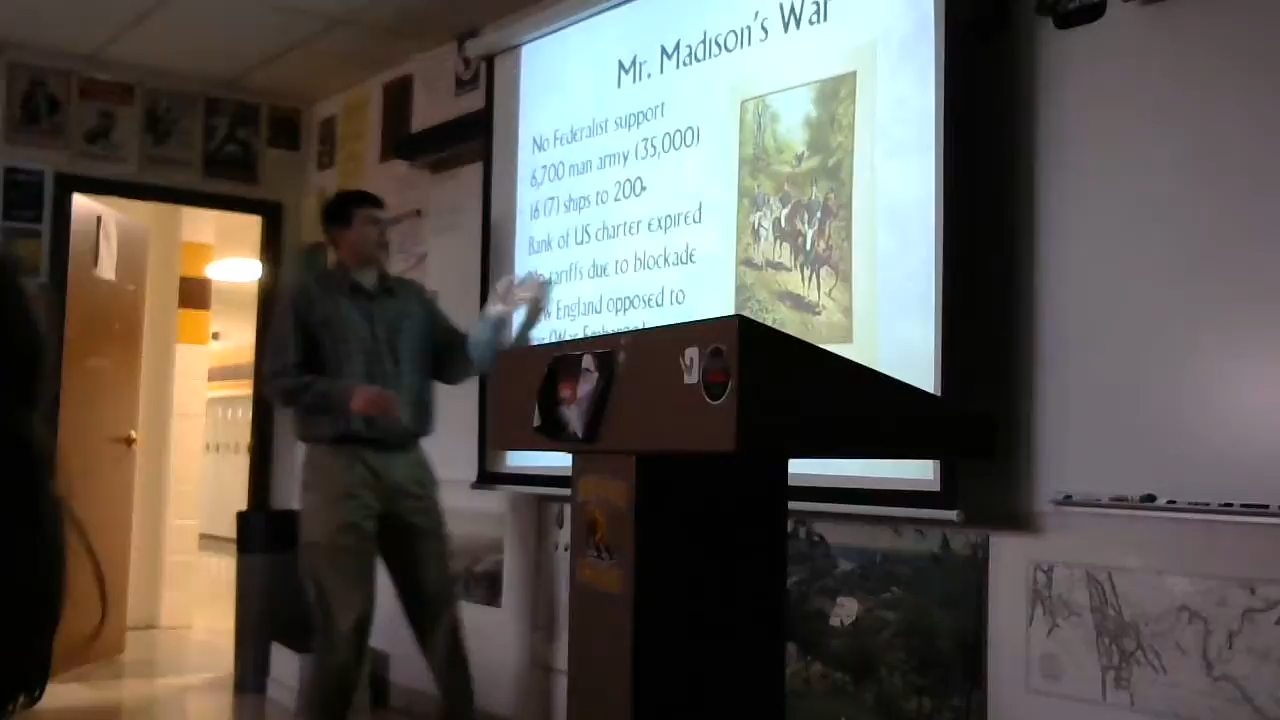 Mr. Madison's War
No Federalist support
6,700 man army (35,000)
16 (7) ships to 200
Bank of US charter expired
tariffs due to blockade
England opposed to